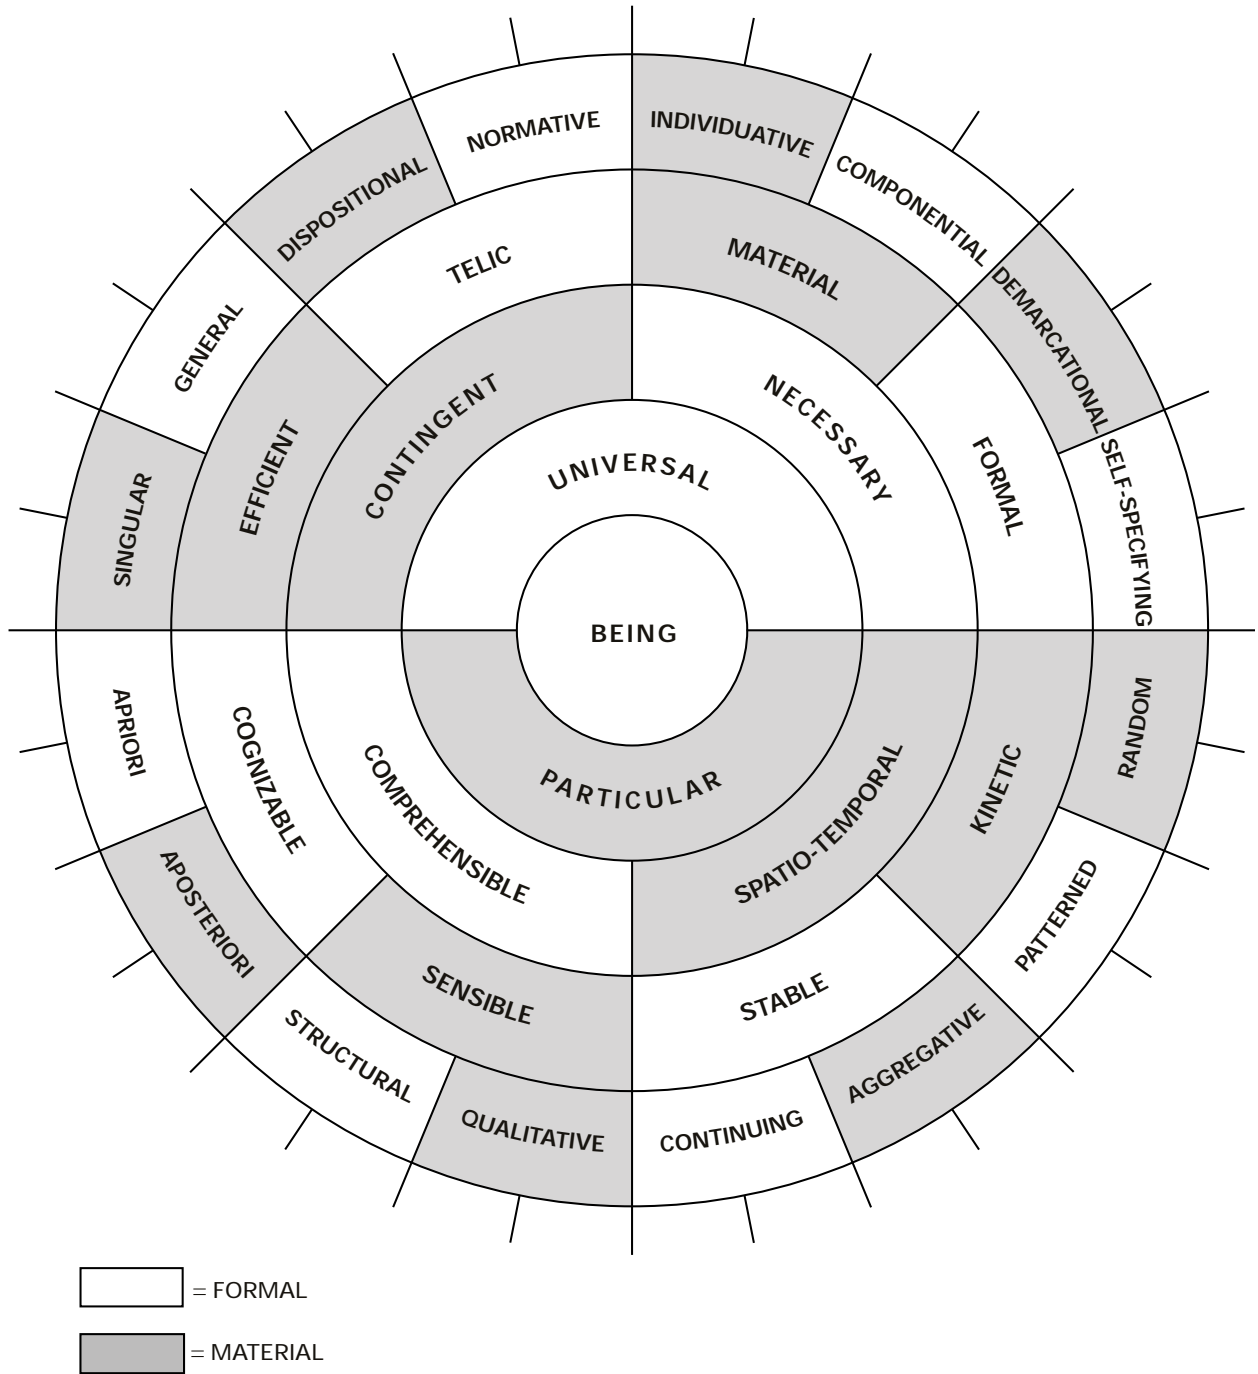 NORMATIVE
INDIVIDUATIVE
DISPOSITIONAL
COMPONENTIAL
TELIC
MATERIAL
DEMARCATIONAL
GENERAL
CONTINGENT
NECESSARY
EFFICIENT
UNIVERSAL
FORMAL
SINGULAR
SELF-SPECIFYING
BEING
APRIORI
COGNIZABLE
COMPREHENSIBLE
PARTICULAR
SPATIO-TEMPORAL
KINETIC
RANDOM
APOSTERIORI
SENSIBLE
STABLE
PATTERNED
STRUCTURAL
QUALITATIVE
CONTINUING
AGGREGATIVE
= FORMAL
= MATERIAL